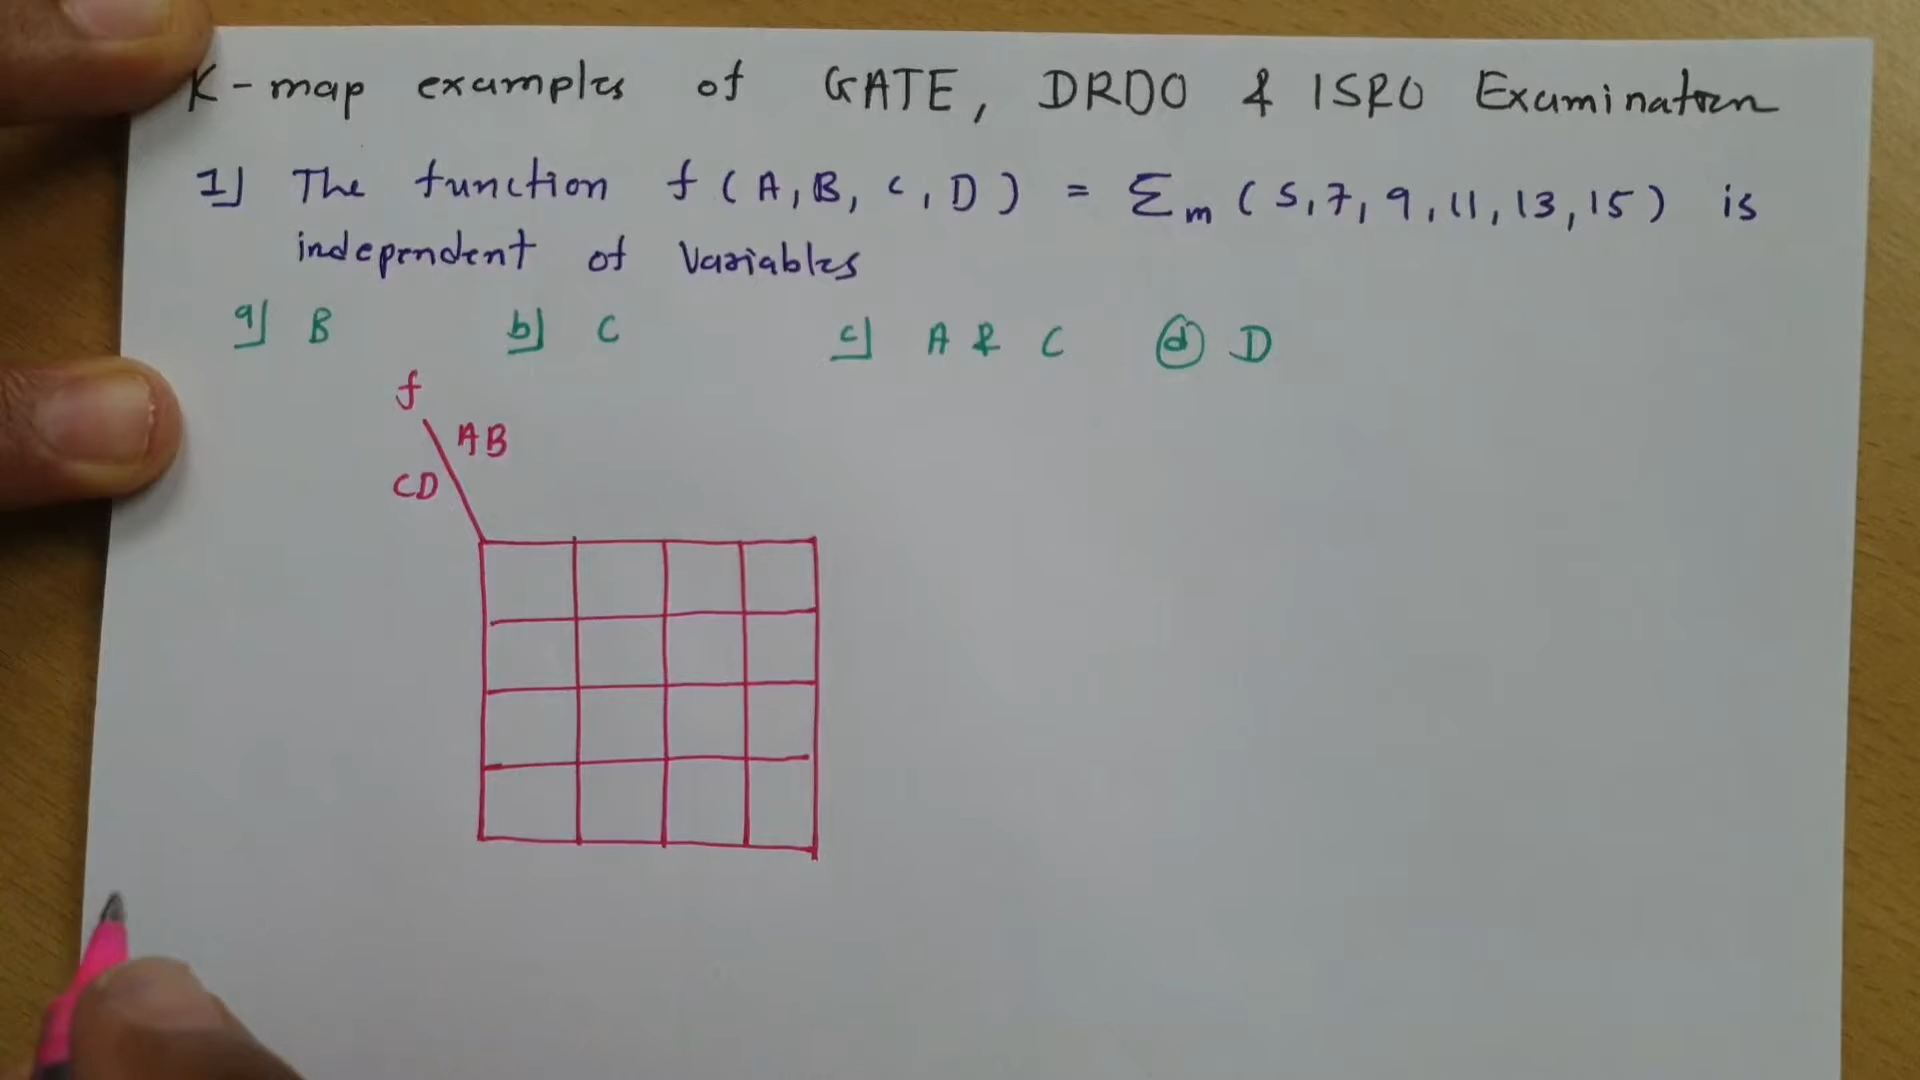 K-map examples of GATE, DRDO & ISRO Examination
1] The function f(A, B, C, D) = Σm (5,7,9,11,13,15) is
independent of Variables
a] B b] C c] A & C d) D
f
AB
CD